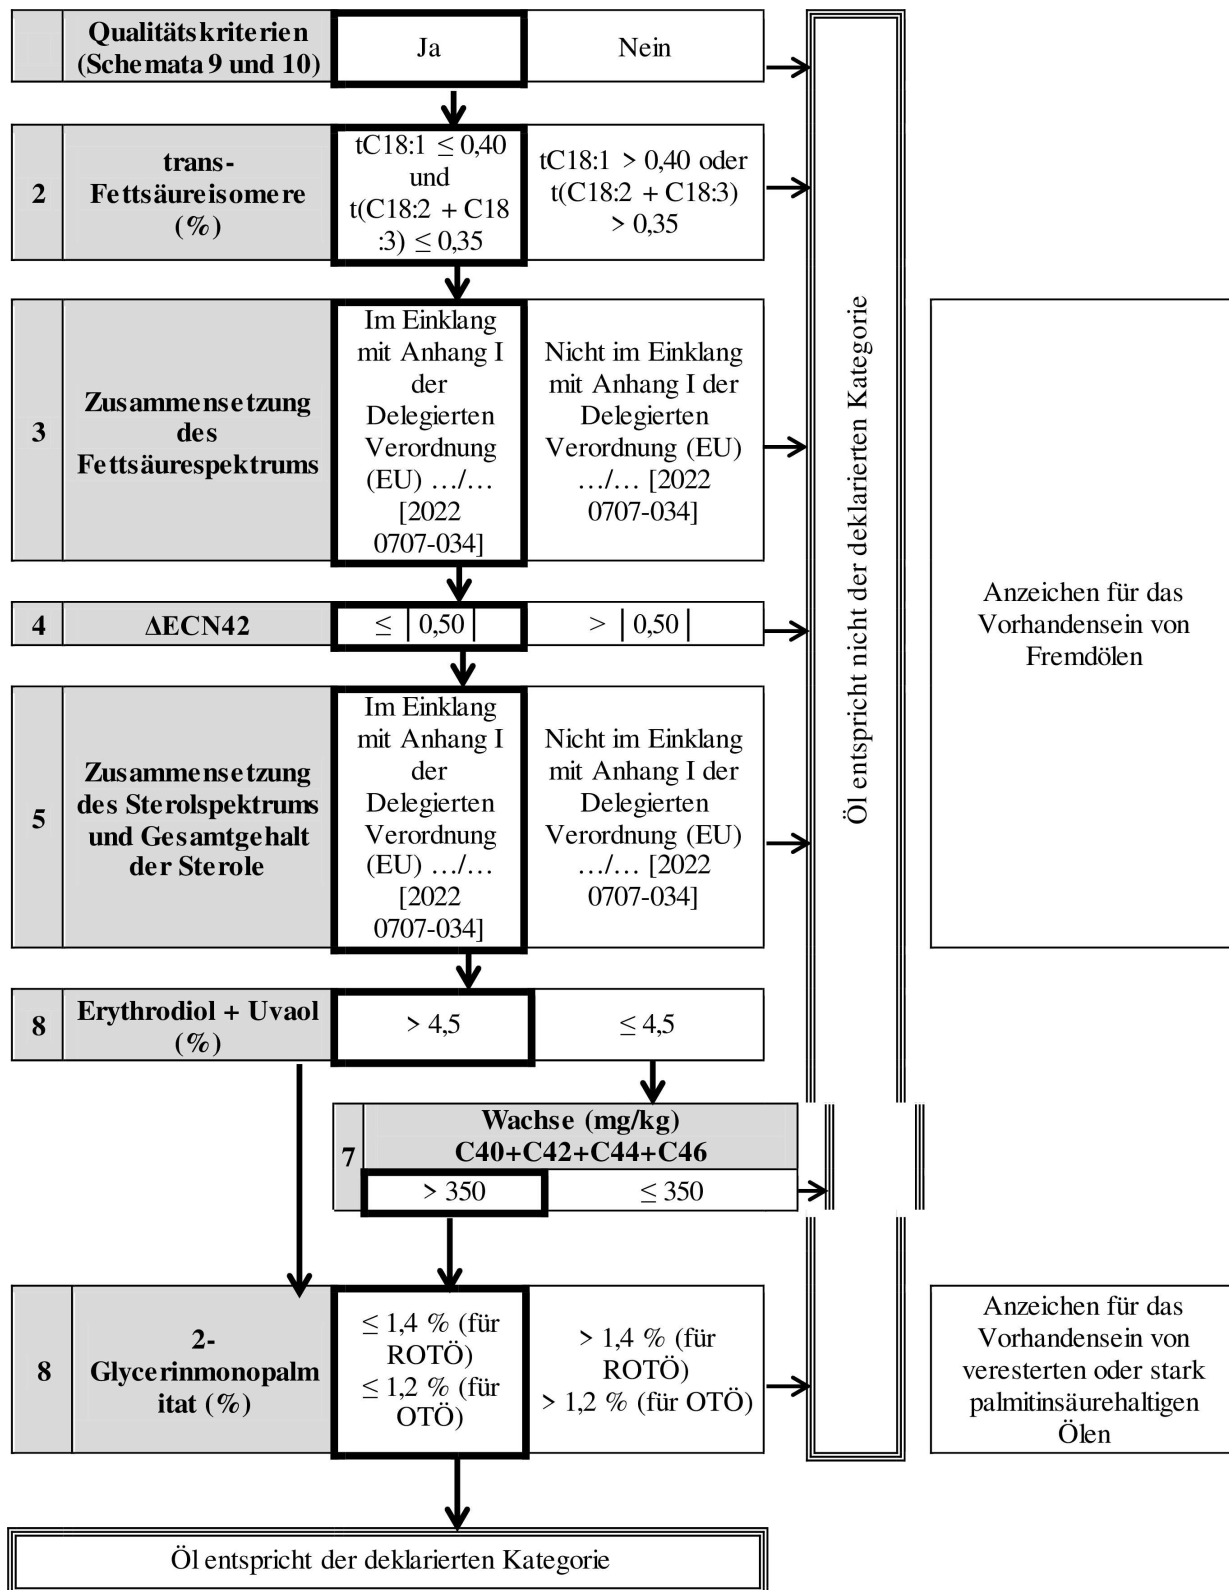 Qualitätskriterien
(Schemata 9 und 10)
Ja
Nein
2
trans-
Fettsäureisomere
(%)
tC18:1 ≤ 0,40
und
t(C18:2 + C18
:3) ≤ 0,35
tC18:1 > 0,40 oder
t(C18:2 + C18:3)
> 0,35
3
Zusammensetzung
des
Fettsäurespektrums
Im Einklang
mit Anhang I
der
Delegierten
Verordnung
(EU) …/…
[2022
0707-034]
Nicht im Einklang
mit Anhang I der
Delegierten
Verordnung (EU)
…/… [2022
0707-034]
4
ΔECN42
≤ | 0,50 |
> | 0,50 |
5
Zusammensetzung
des Sterolspektrums
und Gesamtgehalt
der Sterole
Im Einklang
mit Anhang I
der
Delegierten
Verordnung
(EU) …/…
[2022
0707-034]
Nicht im Einklang
mit Anhang I der
Delegierten
Verordnung (EU)
…/… [2022
0707-034]
8
Erythrodiol + Uvaol
(%)
> 4,5
≤ 4,5
7
Wachse (mg/kg)
C40+C42+C44+C46
> 350
≤ 350
8
2-
Glycerinmonopalm
itat (%)
≤ 1,4 % (für
ROTÖ)
≤ 1,2 % (für
OTÖ)
> 1,4 % (für
ROTÖ)
> 1,2 % (für OTÖ)
Öl entspricht nicht der deklarierten Kategorie
Anzeichen für das
Vorhandensein von
Fremdölen
Anzeichen für das
Vorhandensein von
veresterten oder stark
palmitinsäurehaltigen
Ölen
Öl entspricht der deklarierten Kategorie